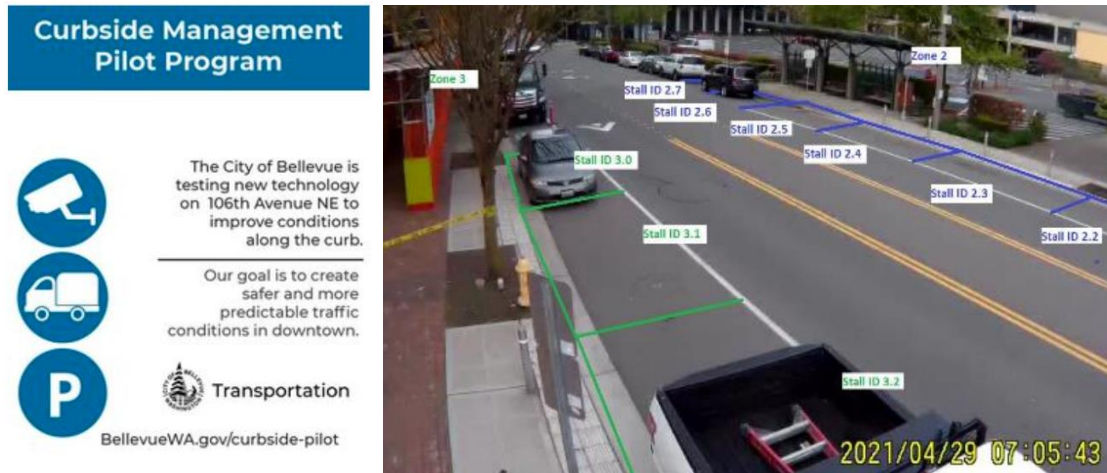 Curbside Management
Pilot Program
The City of Bellevue is
testing new technology
on 106th Avenue NE to
improve conditions
along the curb.
Our goal is to create
safer and more
predictable traffic
conditions in downtown.
P
CITY OF BELLEVUE
WASHINGTON
Transportation
BellevueWA.gov/curbside-pilot
Zone 3
Zone 2
Stall ID 2.7
Stall ID 2.6
Stall ID 2.5
Stall ID 2.4
Stall ID 2.3
Stall ID 2.2
Stall ID 3.0
Stall ID 3.1
Stall ID 3.2
2021/04/29 07:05:43